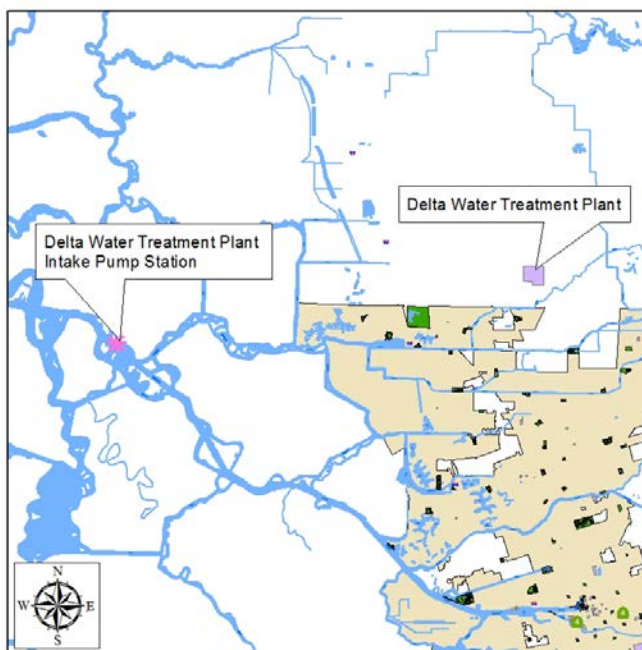 Delta Water Treatment Plant
Delta Water Treatment Plant
Intake Pump Station
N
W E
S